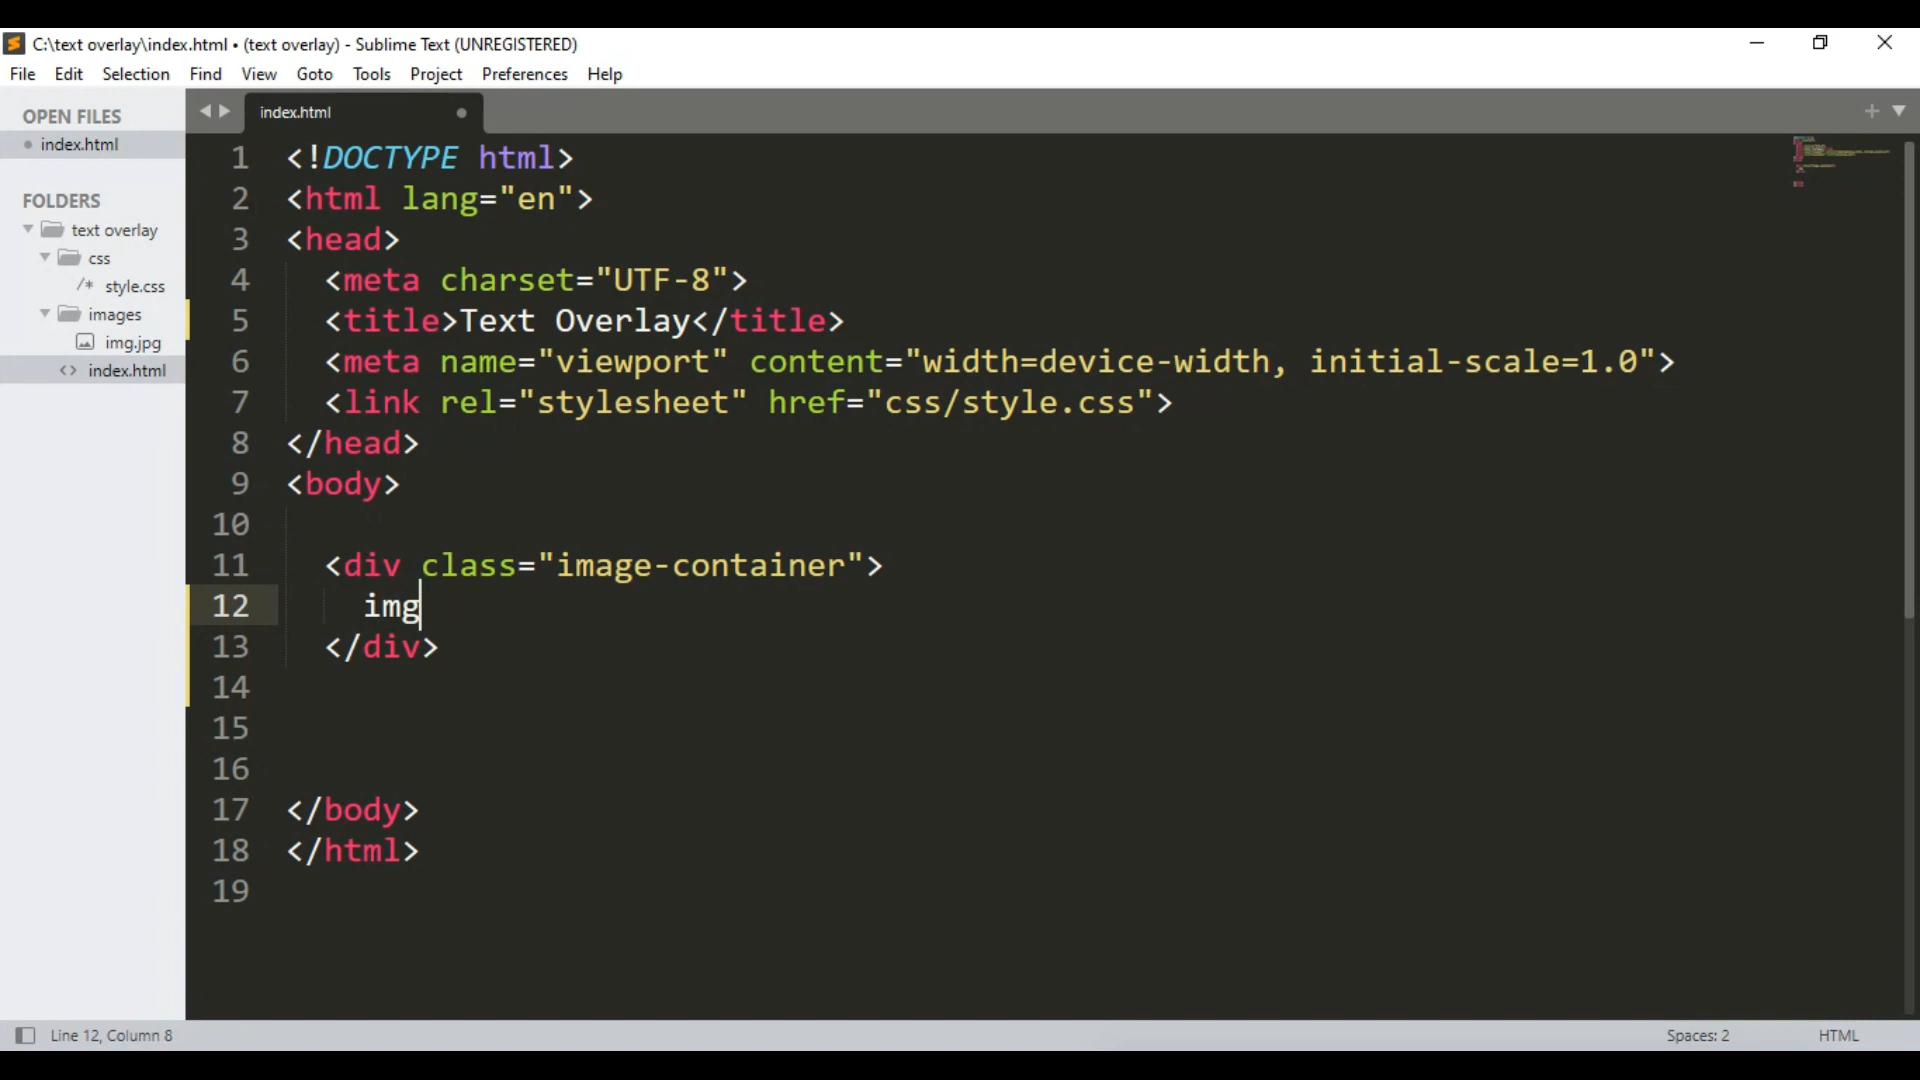 C:\text overlay\index.html • (text overlay) - Sublime Text (UNREGISTERED)
File Edit Selection Find View Goto Tools Project Preferences Help
OPEN FILES
index.html
FOLDERS
text overlay
css
/* style.css
images
img.jpg
<> index.html
index.html
1 <!DOCTYPE html>
2 <html lang="en">
3 <head>
4   <meta charset="UTF-8">
5   <title>Text Overlay</title>
6   <meta name="viewport" content="width=device-width, initial-scale=1.0">
7   <link rel="stylesheet" href="css/style.css">
8 </head>
9 <body>
10
11   <div class="image-container">
12     img
13   </div>
14
15
16
17 </body>
18 </html>
19
Line 12, Column 8
Spaces: 2
HTML